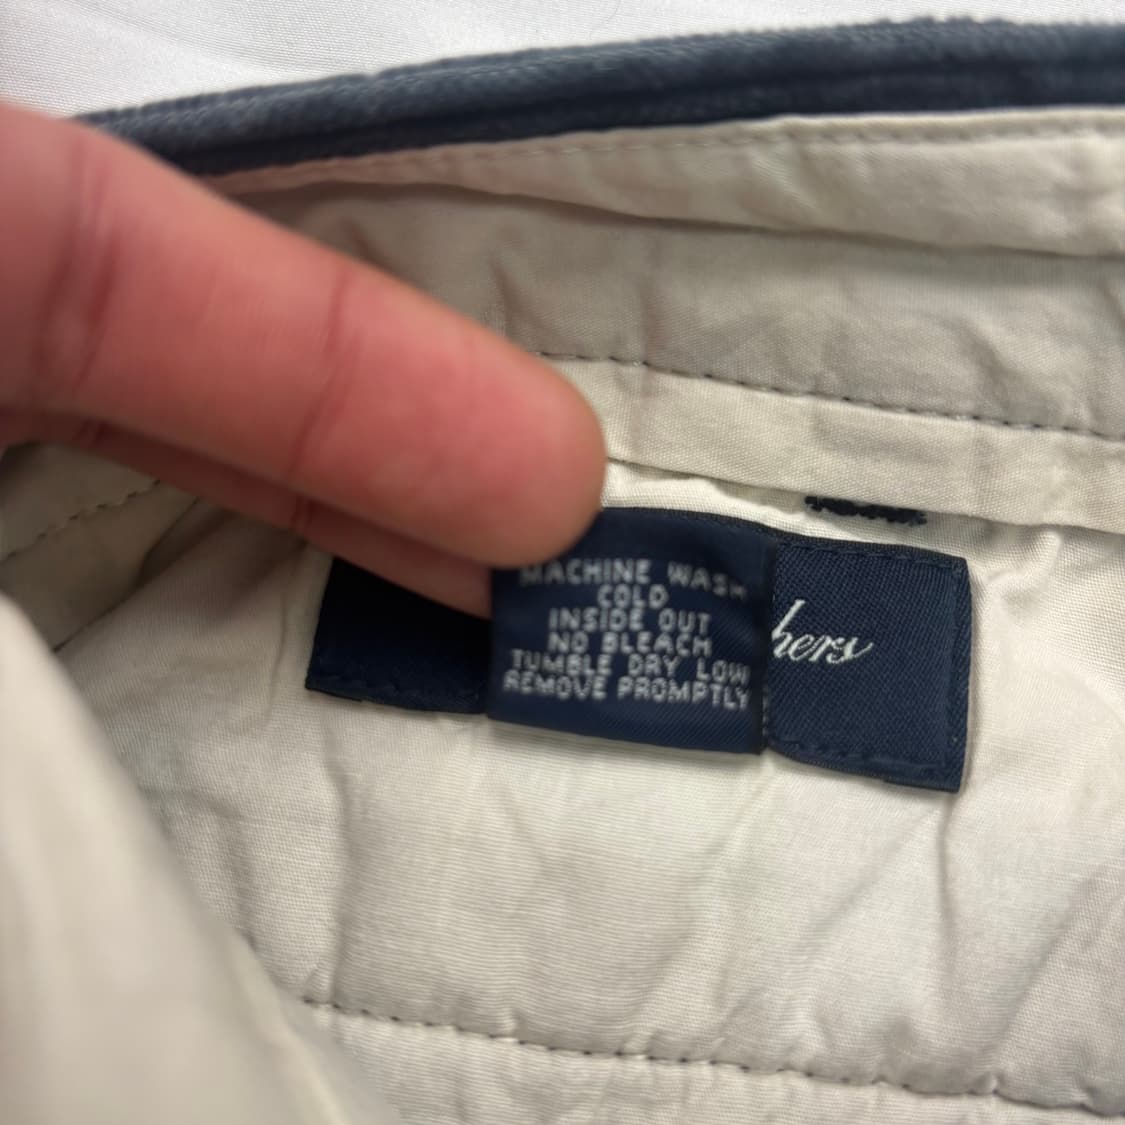 MACHINE WASH
COLD
INSIDE OUT
NO BLEACH
TUMBLE DRY LOW
REMOVE PROMPTLY
hers